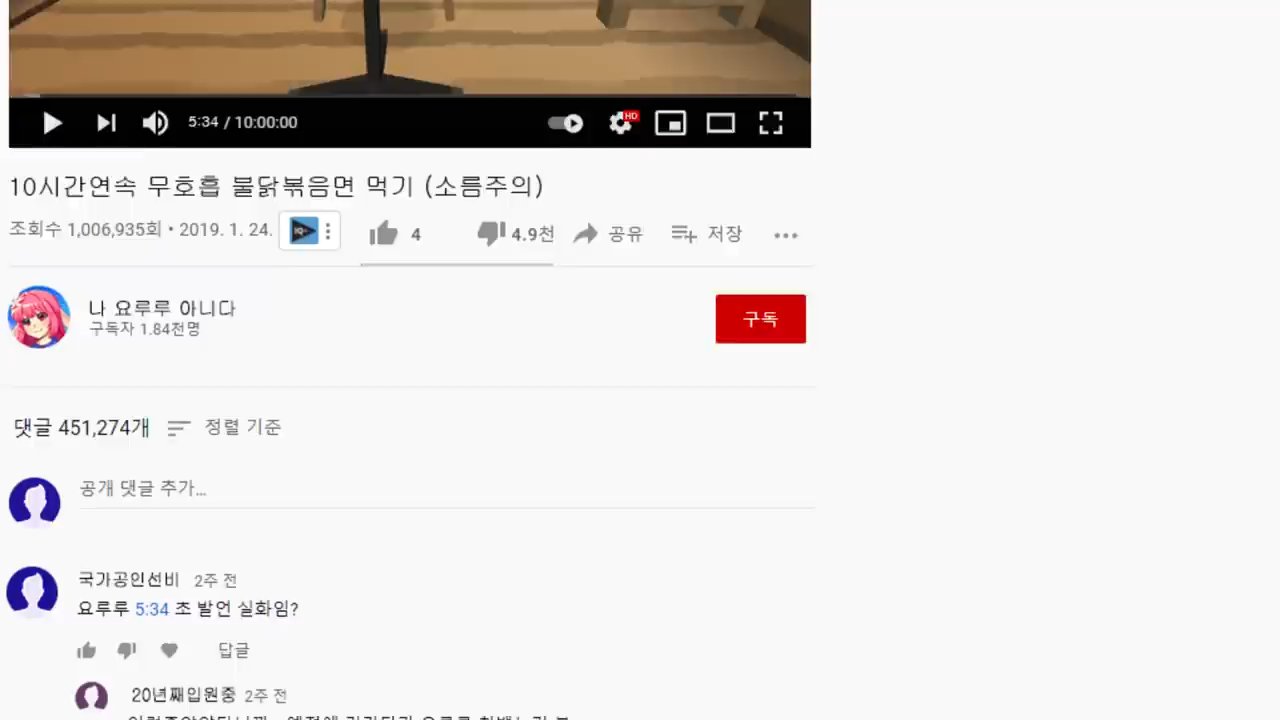 5:34 / 10:00:00
HD
10시간연속 무호흡 불닭볶음면 먹기 (소름주의)
조회수 1,006,935회 • 2019. 1. 24.
4
4.9천
공유
저장
나 요루루 아니다
구독자 1.84천명
구독
댓글 451,274개
정렬 기준
공개 댓글 추가...
국가공인선비 2주 전
요루루 5:34 초 발언 실화임?
답글
20년째입원중 2주 전